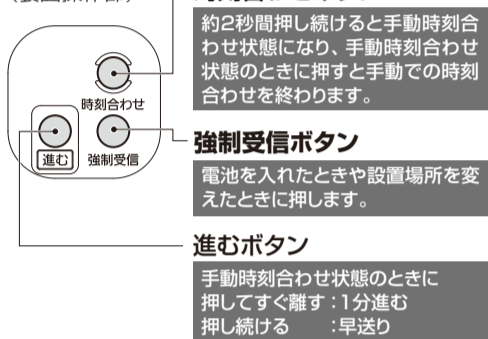 約2秒間押し続けると手動時刻合
わせ状態になり、手動時刻合わせ
状態のときに押すと手動での時刻
合わせを終わります。
時刻合わせ
進む
強制受信
強制受信ボタン
電池を入れたときや設置場所を変
えたときに押します。
進むボタン
手動時刻合わせ状態のときに
押してすぐ離す：1分進む
押し続ける　　：早送り